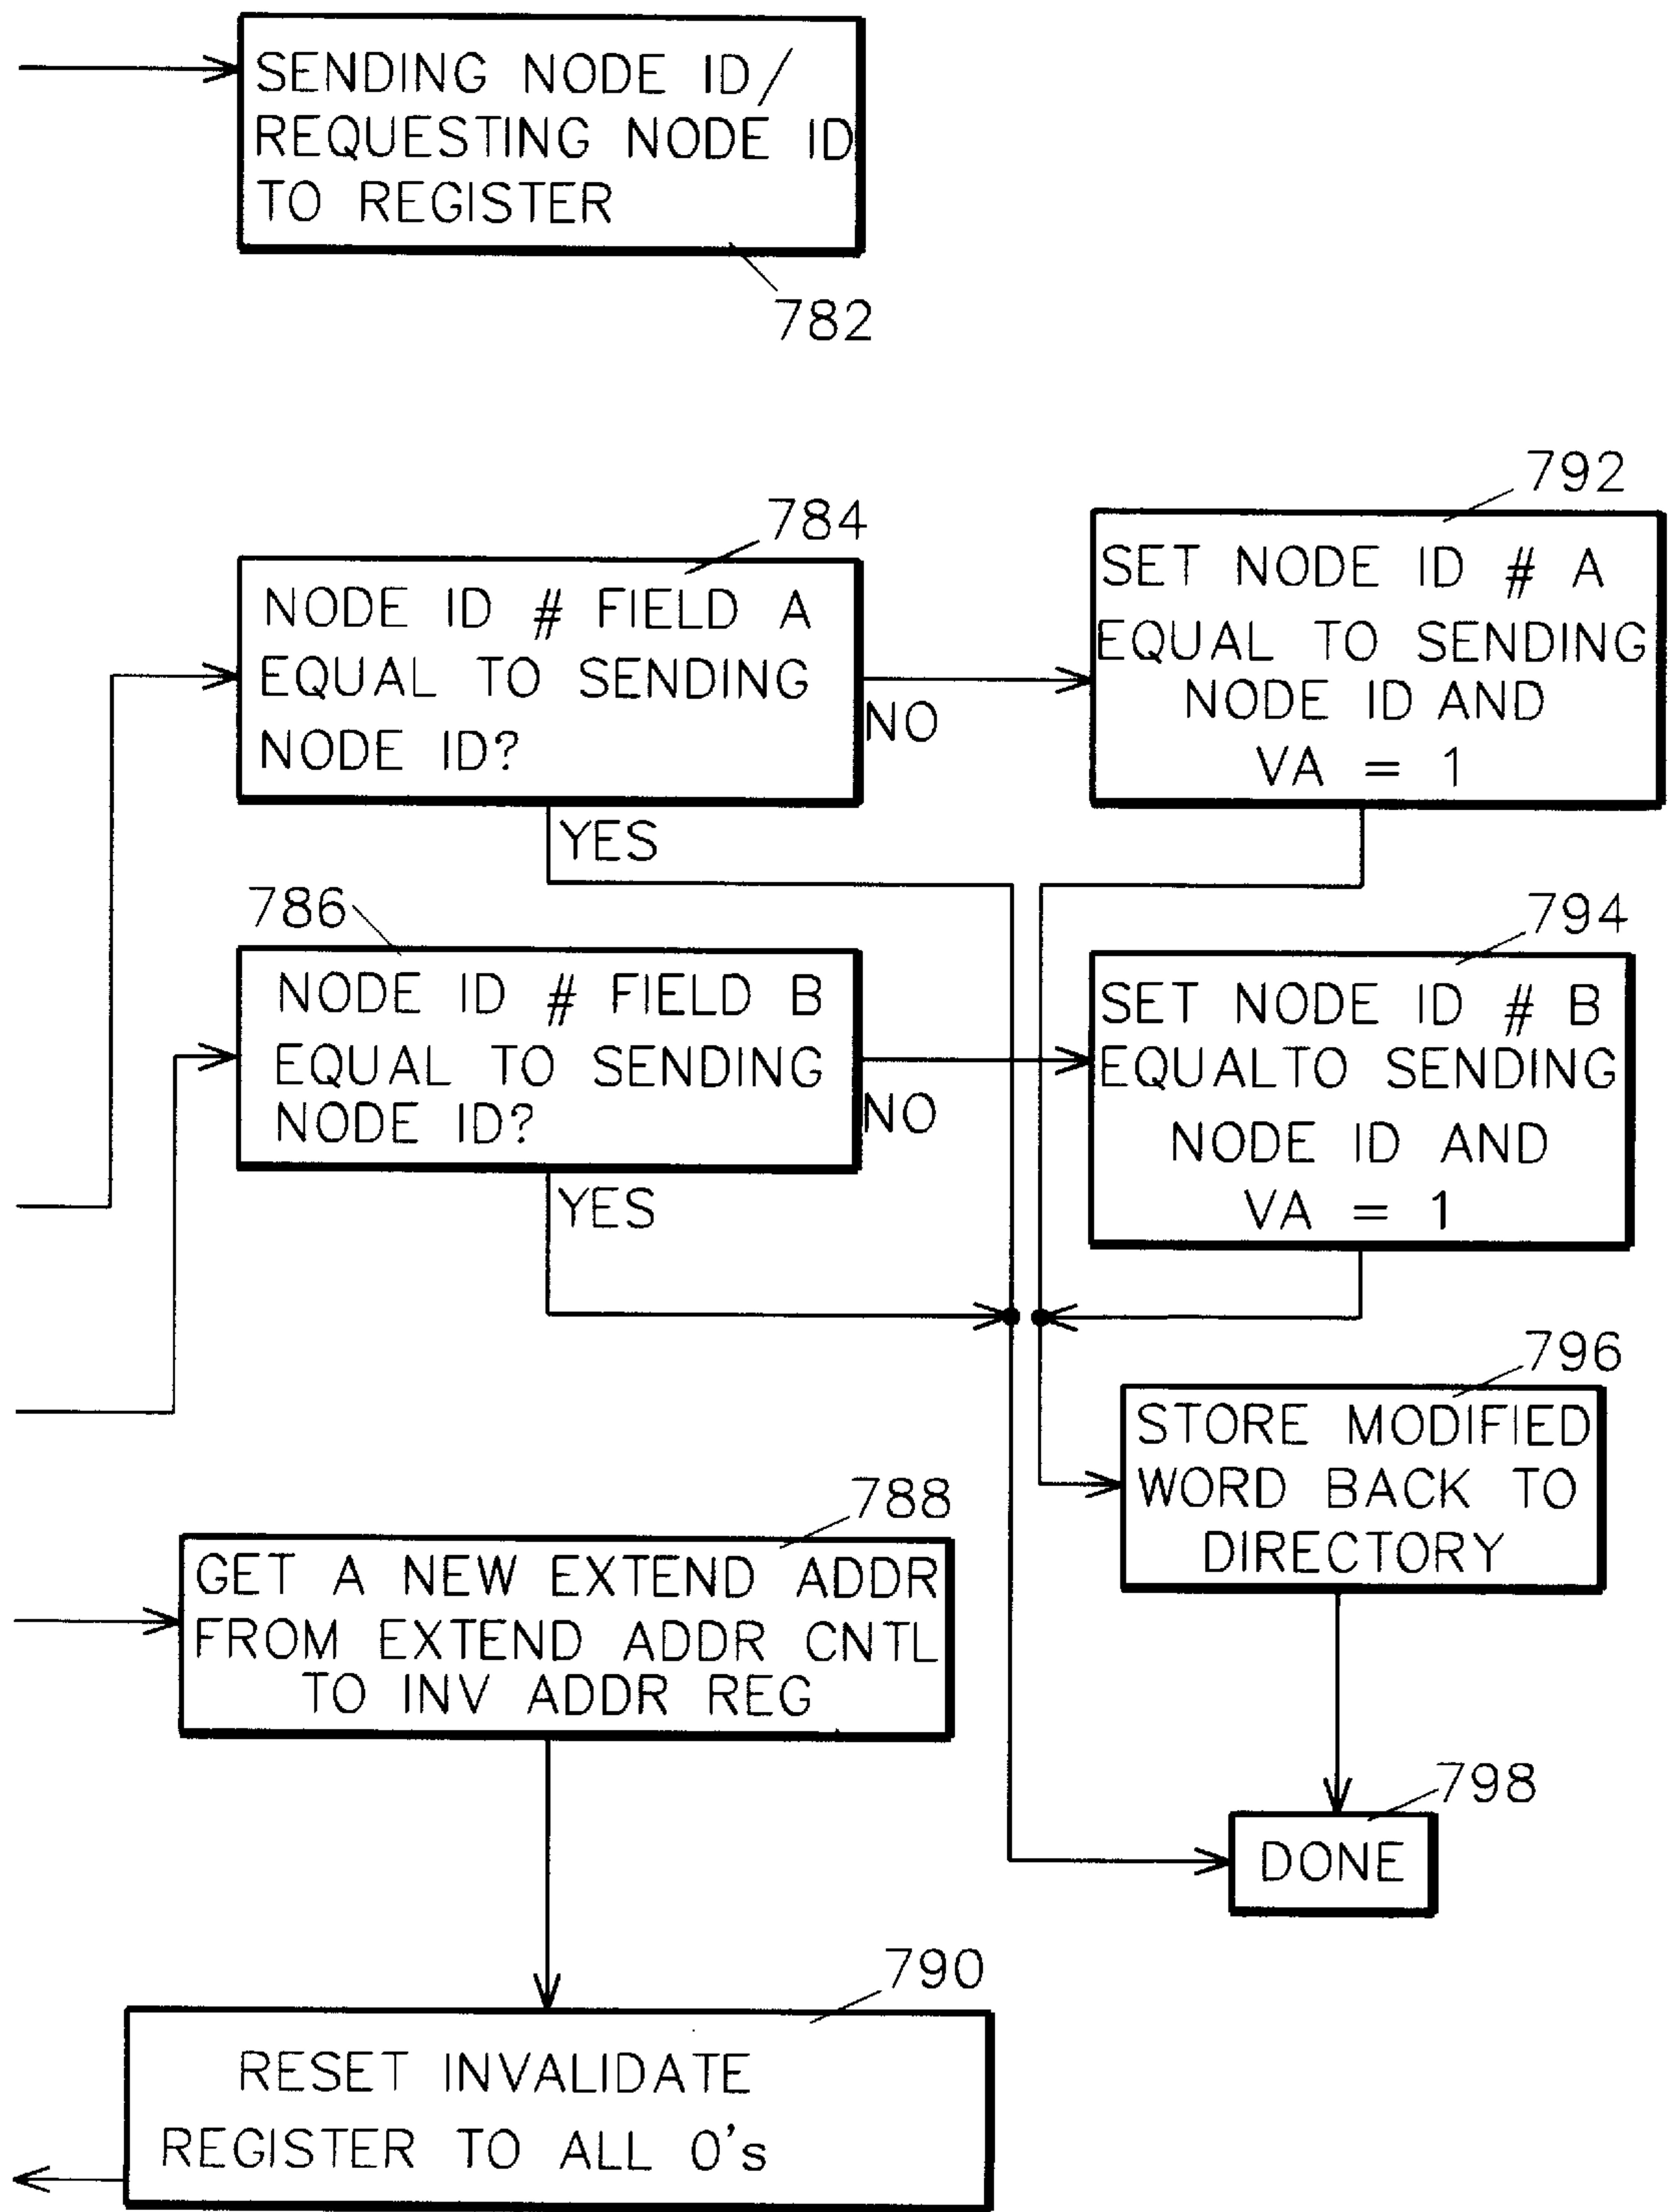 SENDING NODE ID/
REQUESTING NODE ID
TO REGISTER
782
784
NODE ID # FIELD A
EQUAL TO SENDING
NODE ID?
NO
YES
792
SET NODE ID # A
EQUAL TO SENDING
NODE ID AND
VA = 1
786
NODE ID # FIELD B
EQUAL TO SENDING
NODE ID?
NO
YES
794
SET NODE ID # B
EQUALTO SENDING
NODE ID AND
VA = 1
796
STORE MODIFIED
WORD BACK TO
DIRECTORY
788
GET A NEW EXTEND ADDR
FROM EXTEND ADDR CNTL
TO INV ADDR REG
798
DONE
790
RESET INVALIDATE
REGISTER TO ALL 0's